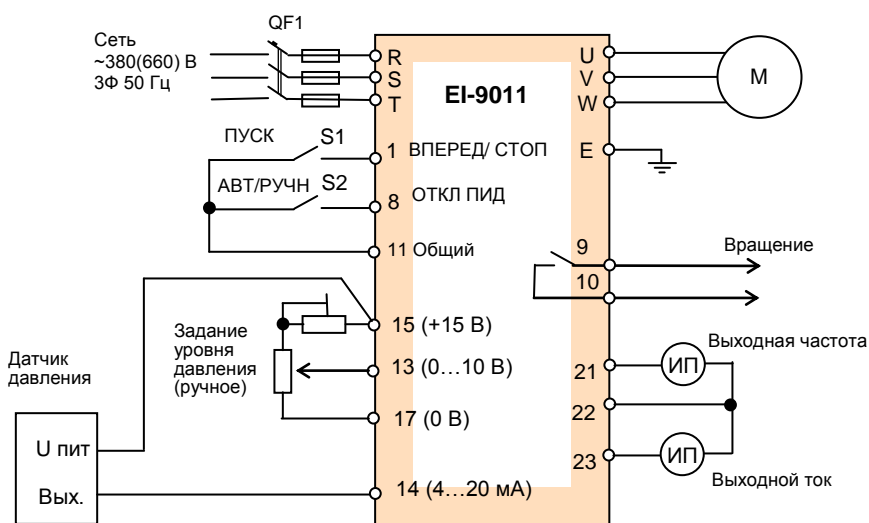 QF1
Сеть
~380(660) В
3Ф 50 Гц
R
S
T
EI-9011
U
V
W
М
ПУСК
S1
1 ВПЕРЕД/ СТОП
E
АВТ/РУЧН
S2
8 ОТКЛ ПИД
11 Общий
9
10
Вращение
Задание
уровня
давления
(ручное)
15 (+15 В)
13 (0…10 В)
17 (0 В)
Выходная частота
21
ИП
22
23
ИП
Выходной ток
Датчик
давления
U пит
Вых.
14 (4…20 мА)